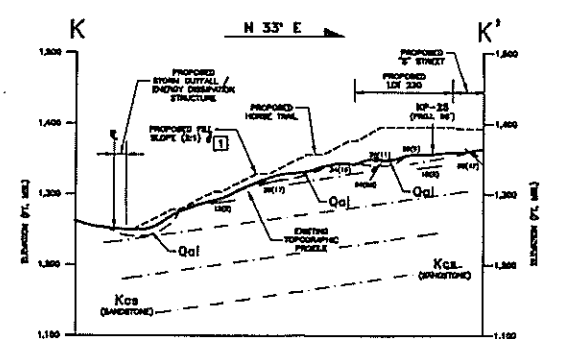 K
N 33° E
K'
1,500
1,400
1,300
1,200
1,100
ELEVATION (FT. MSL)
PROPOSED
STORM OUTFALL/
ENERGY DISSIPATION
STRUCTURE
PROPOSED FILL
SLOPE (2:1)
1
PROPOSED
HORSE TRAIL
PROPOSED
LOT 230
PROPOSED
STREET
KP-25
Qal
Qal
Qal
EXISTING
TOPOGRAPHIC
PROFILE
Kcs
(SANDSTONE)
Kcs
(SANDSTONE)
1,500
1,400
1,300
1,200
1,100
ELEVATION (FT. MSL)